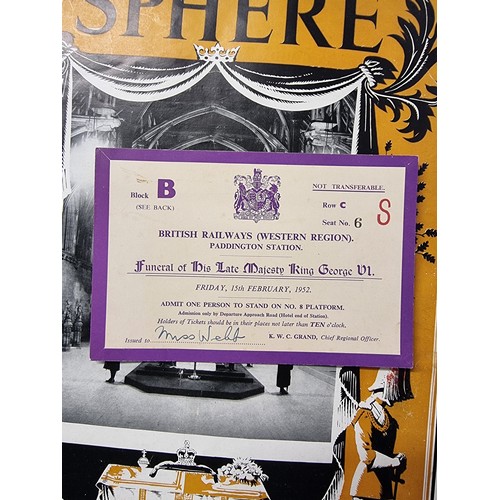 SPHERE
Block B
(SEE BACK)
NOT TRANSFERABLE.
Row C
Seat No. 6
S
BRITISH RAILWAYS (WESTERN REGION).
PADDINGTON STATION.
Funeral of His Late Majesty King George VI.
FRIDAY, 15th FEBRUARY, 1952.
ADMIT ONE PERSON TO STAND ON NO. 8 PLATFORM.
Admission only by Departure Approach Road (Hotel end of Station).
Holders of Tickets should be in their places not later than TEN o'clock.
Issued to Miss Webb
K. W. C. GRAND, Chief Regional Officer.